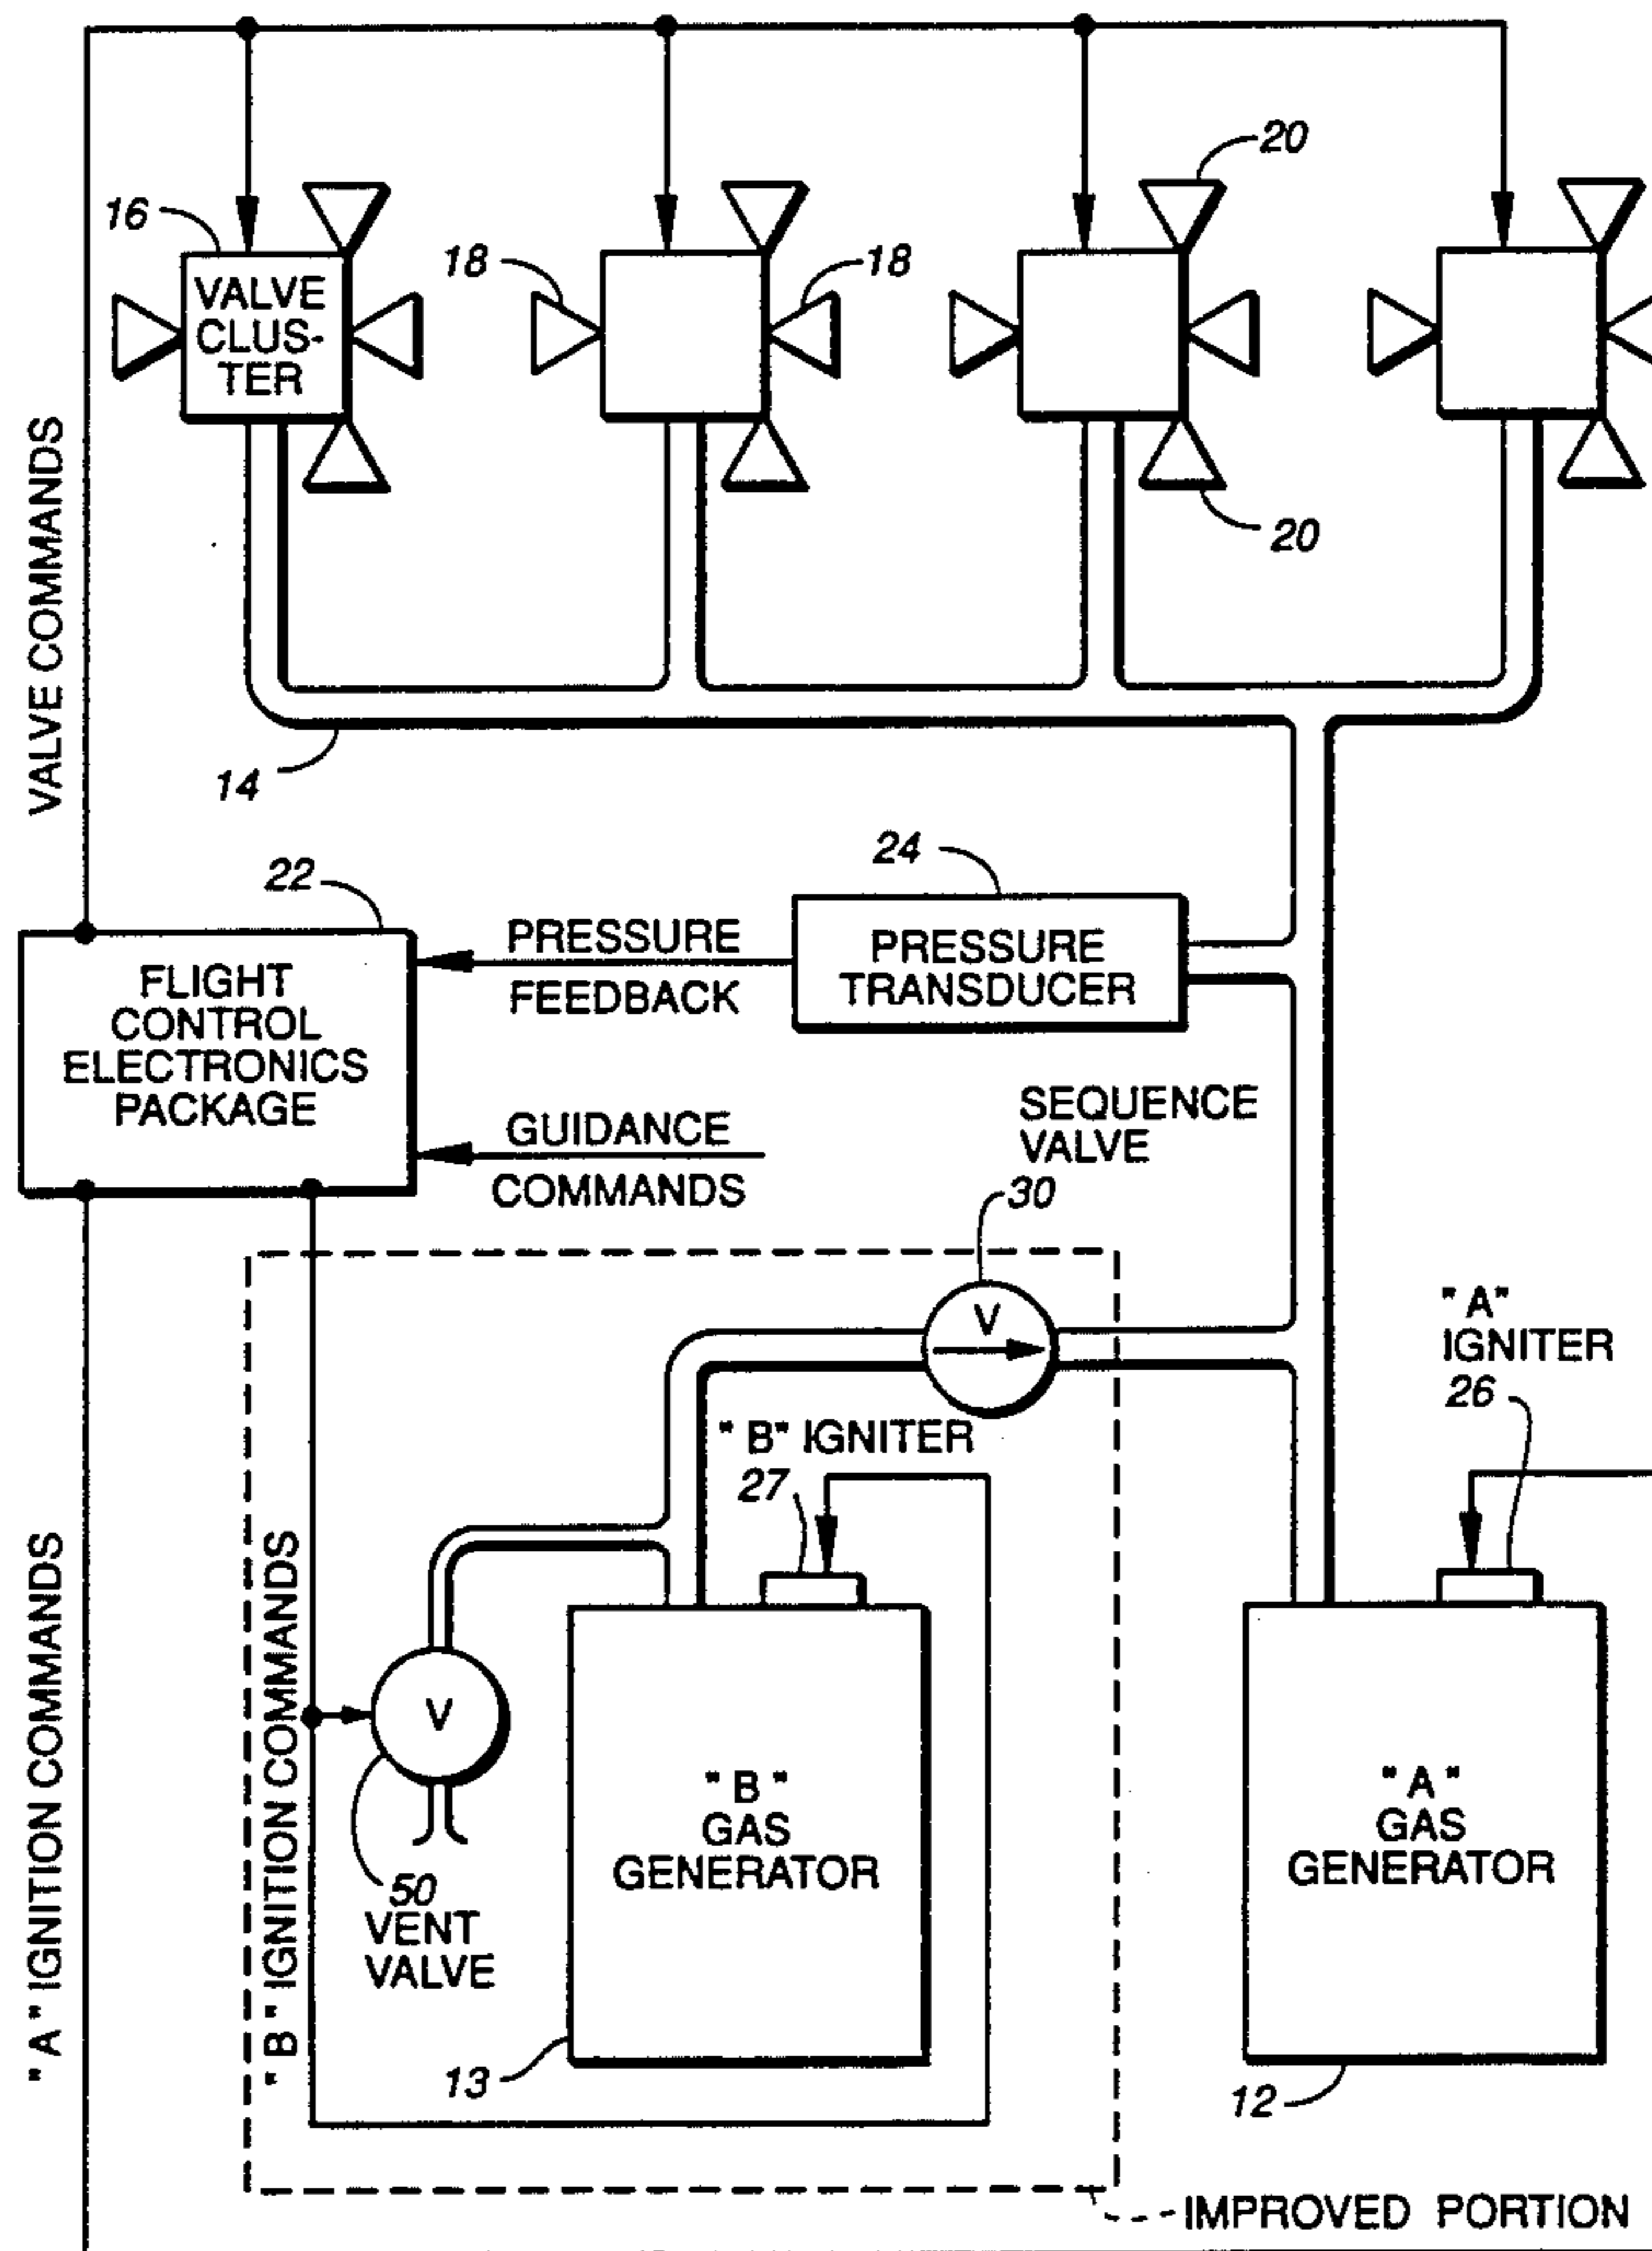 20
16
18
18
VALVE
CLUS-
TER
20
VALVE COMMANDS
14
24
22
PRESSURE
FEEDBACK
PRESSURE
TRANSDUCER
FLIGHT
CONTROL
ELECTRONICS
PACKAGE
GUIDANCE
COMMANDS
SEQUENCE
VALVE
30
V
"A"
IGNITER
26
"B" IGNITER
27
"A" IGNITION COMMANDS
"B" IGNITION COMMANDS
V
50
VENT
VALVE
"B"
GAS
GENERATOR
13
"A"
GAS
GENERATOR
12
IMPROVED PORTION